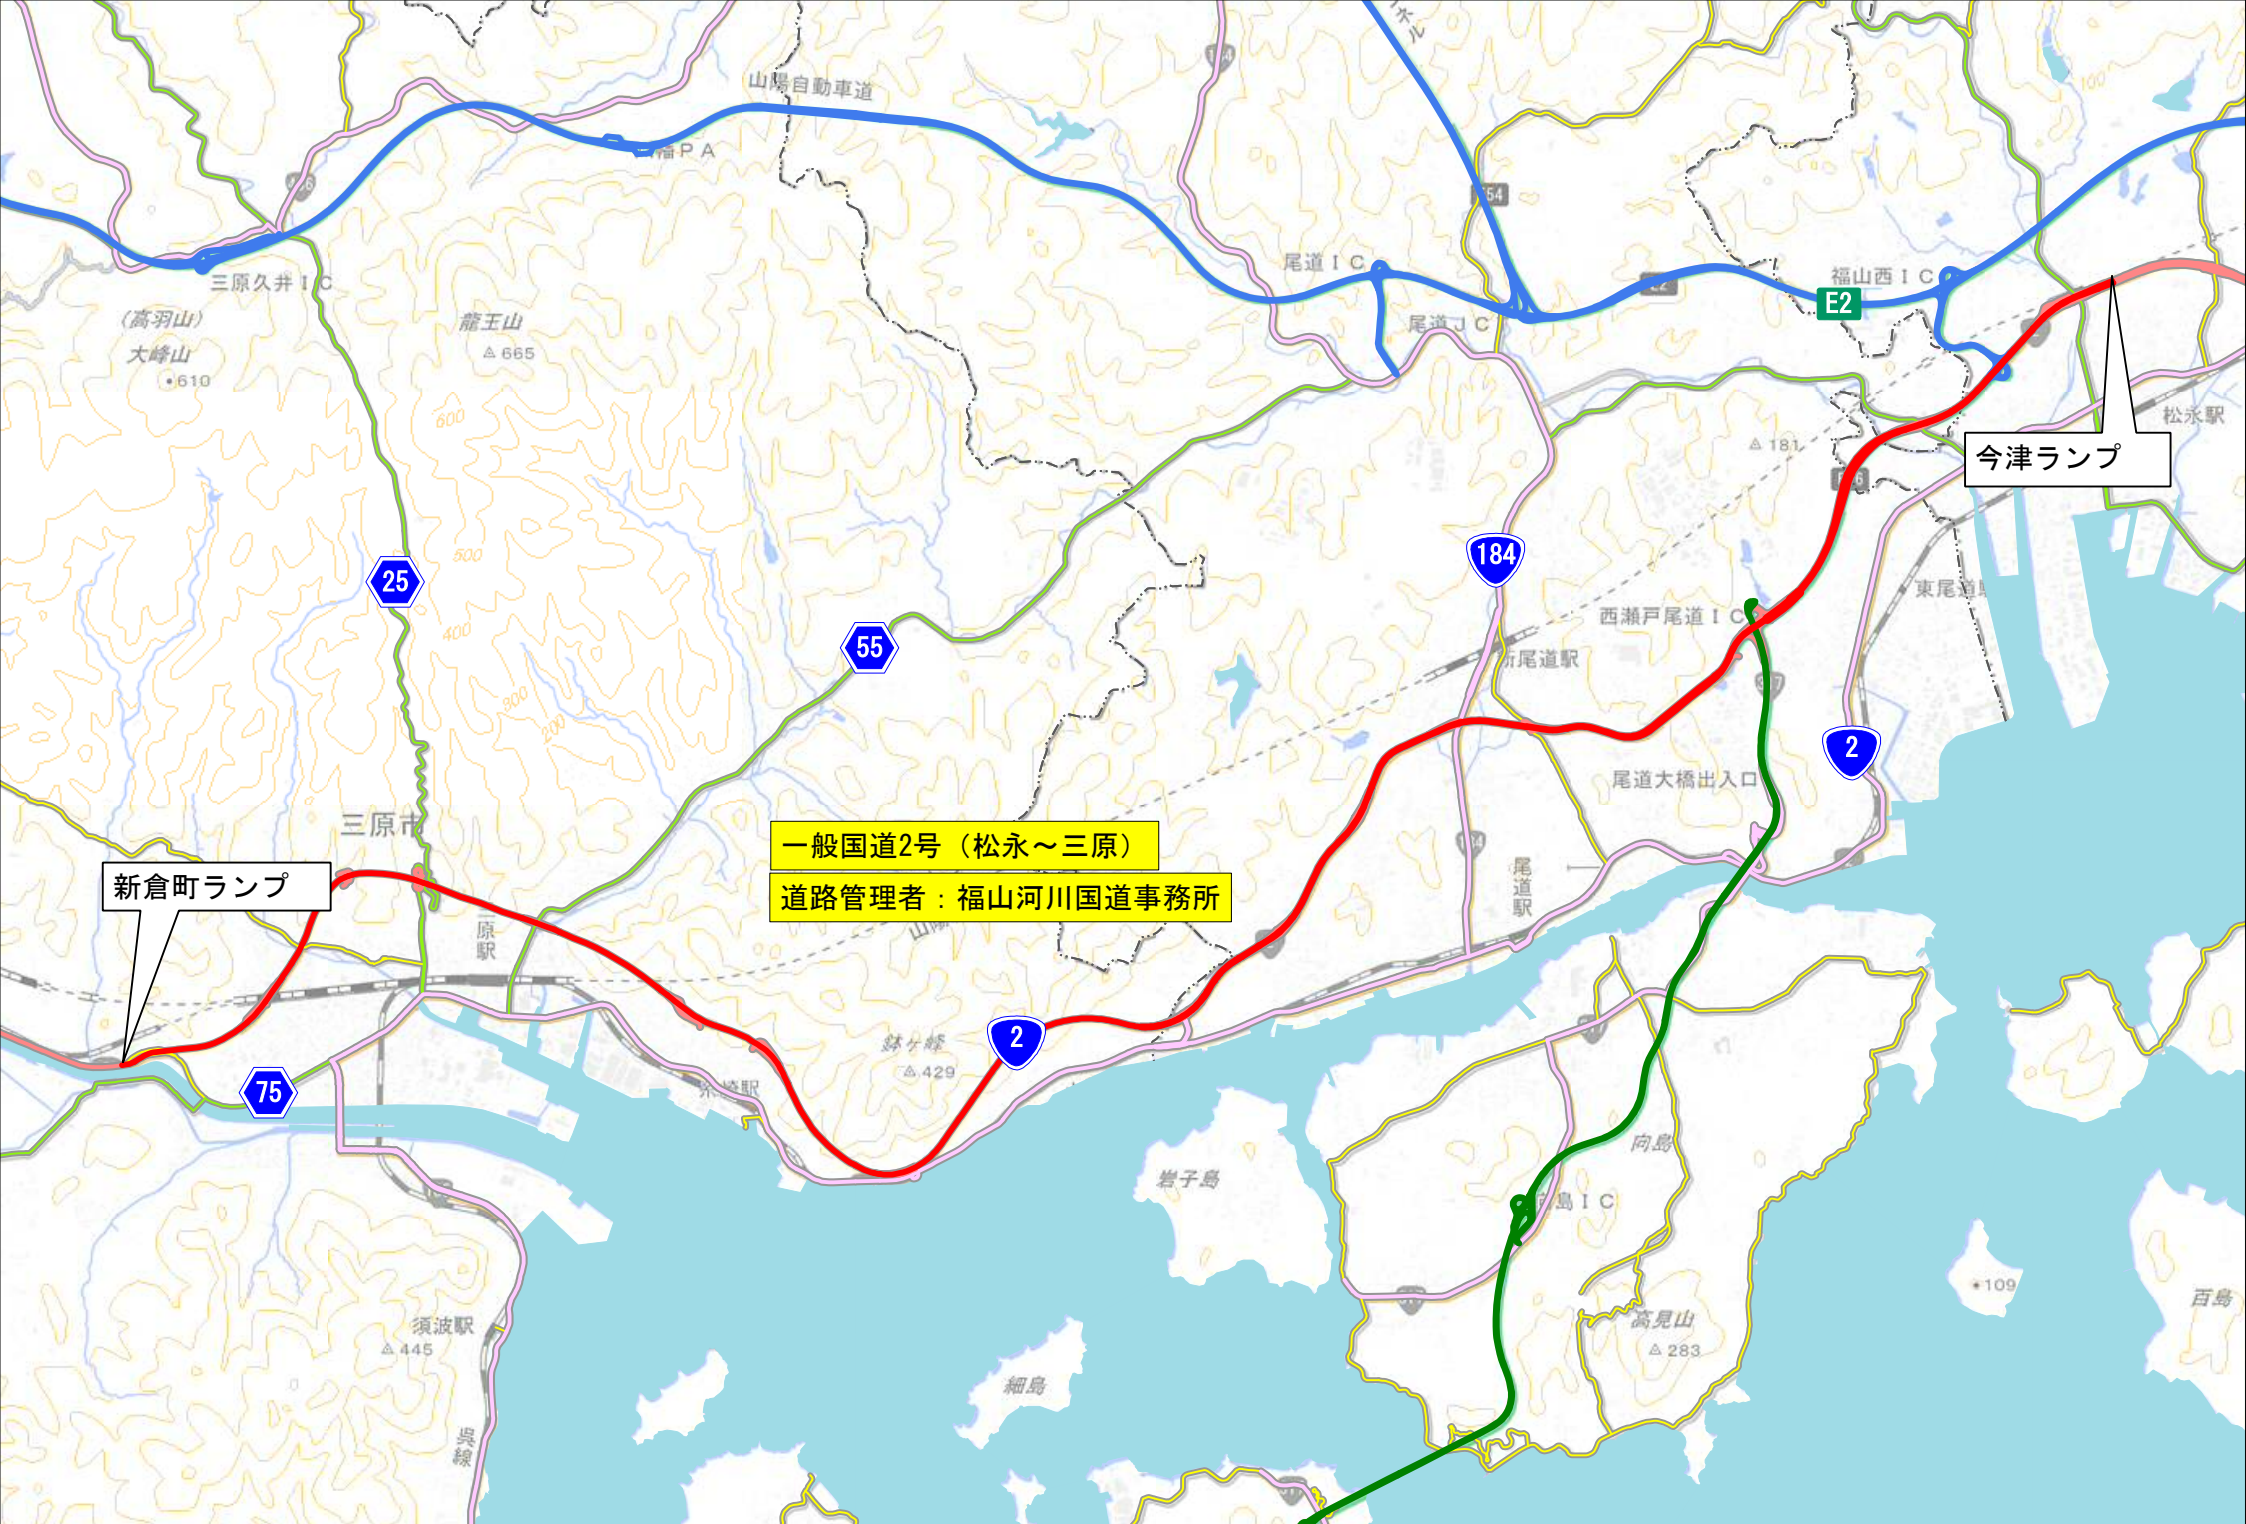 山陽自動車道
100
三原久井ＩＣ
(高羽山)
大峰山
610
龍王山
665
尾道ＩＣ
尾道ＪＣ
福山西ＩＣ
E2
松永駅
今津ランプ
181
600
500
400
300
200
25
55
184
2
西瀬戸尾道ＩＣ
新尾道駅
尾道大橋出入口
三原市
新倉町ランプ
一般国道2号（松永～三原）
道路管理者：福山河川国道事務所
尾道駅
鉢ヶ峰
429
2
75
糸崎駅
岩子島
向島
高見山
283
109
百島
須波駅
445
細島
呉線